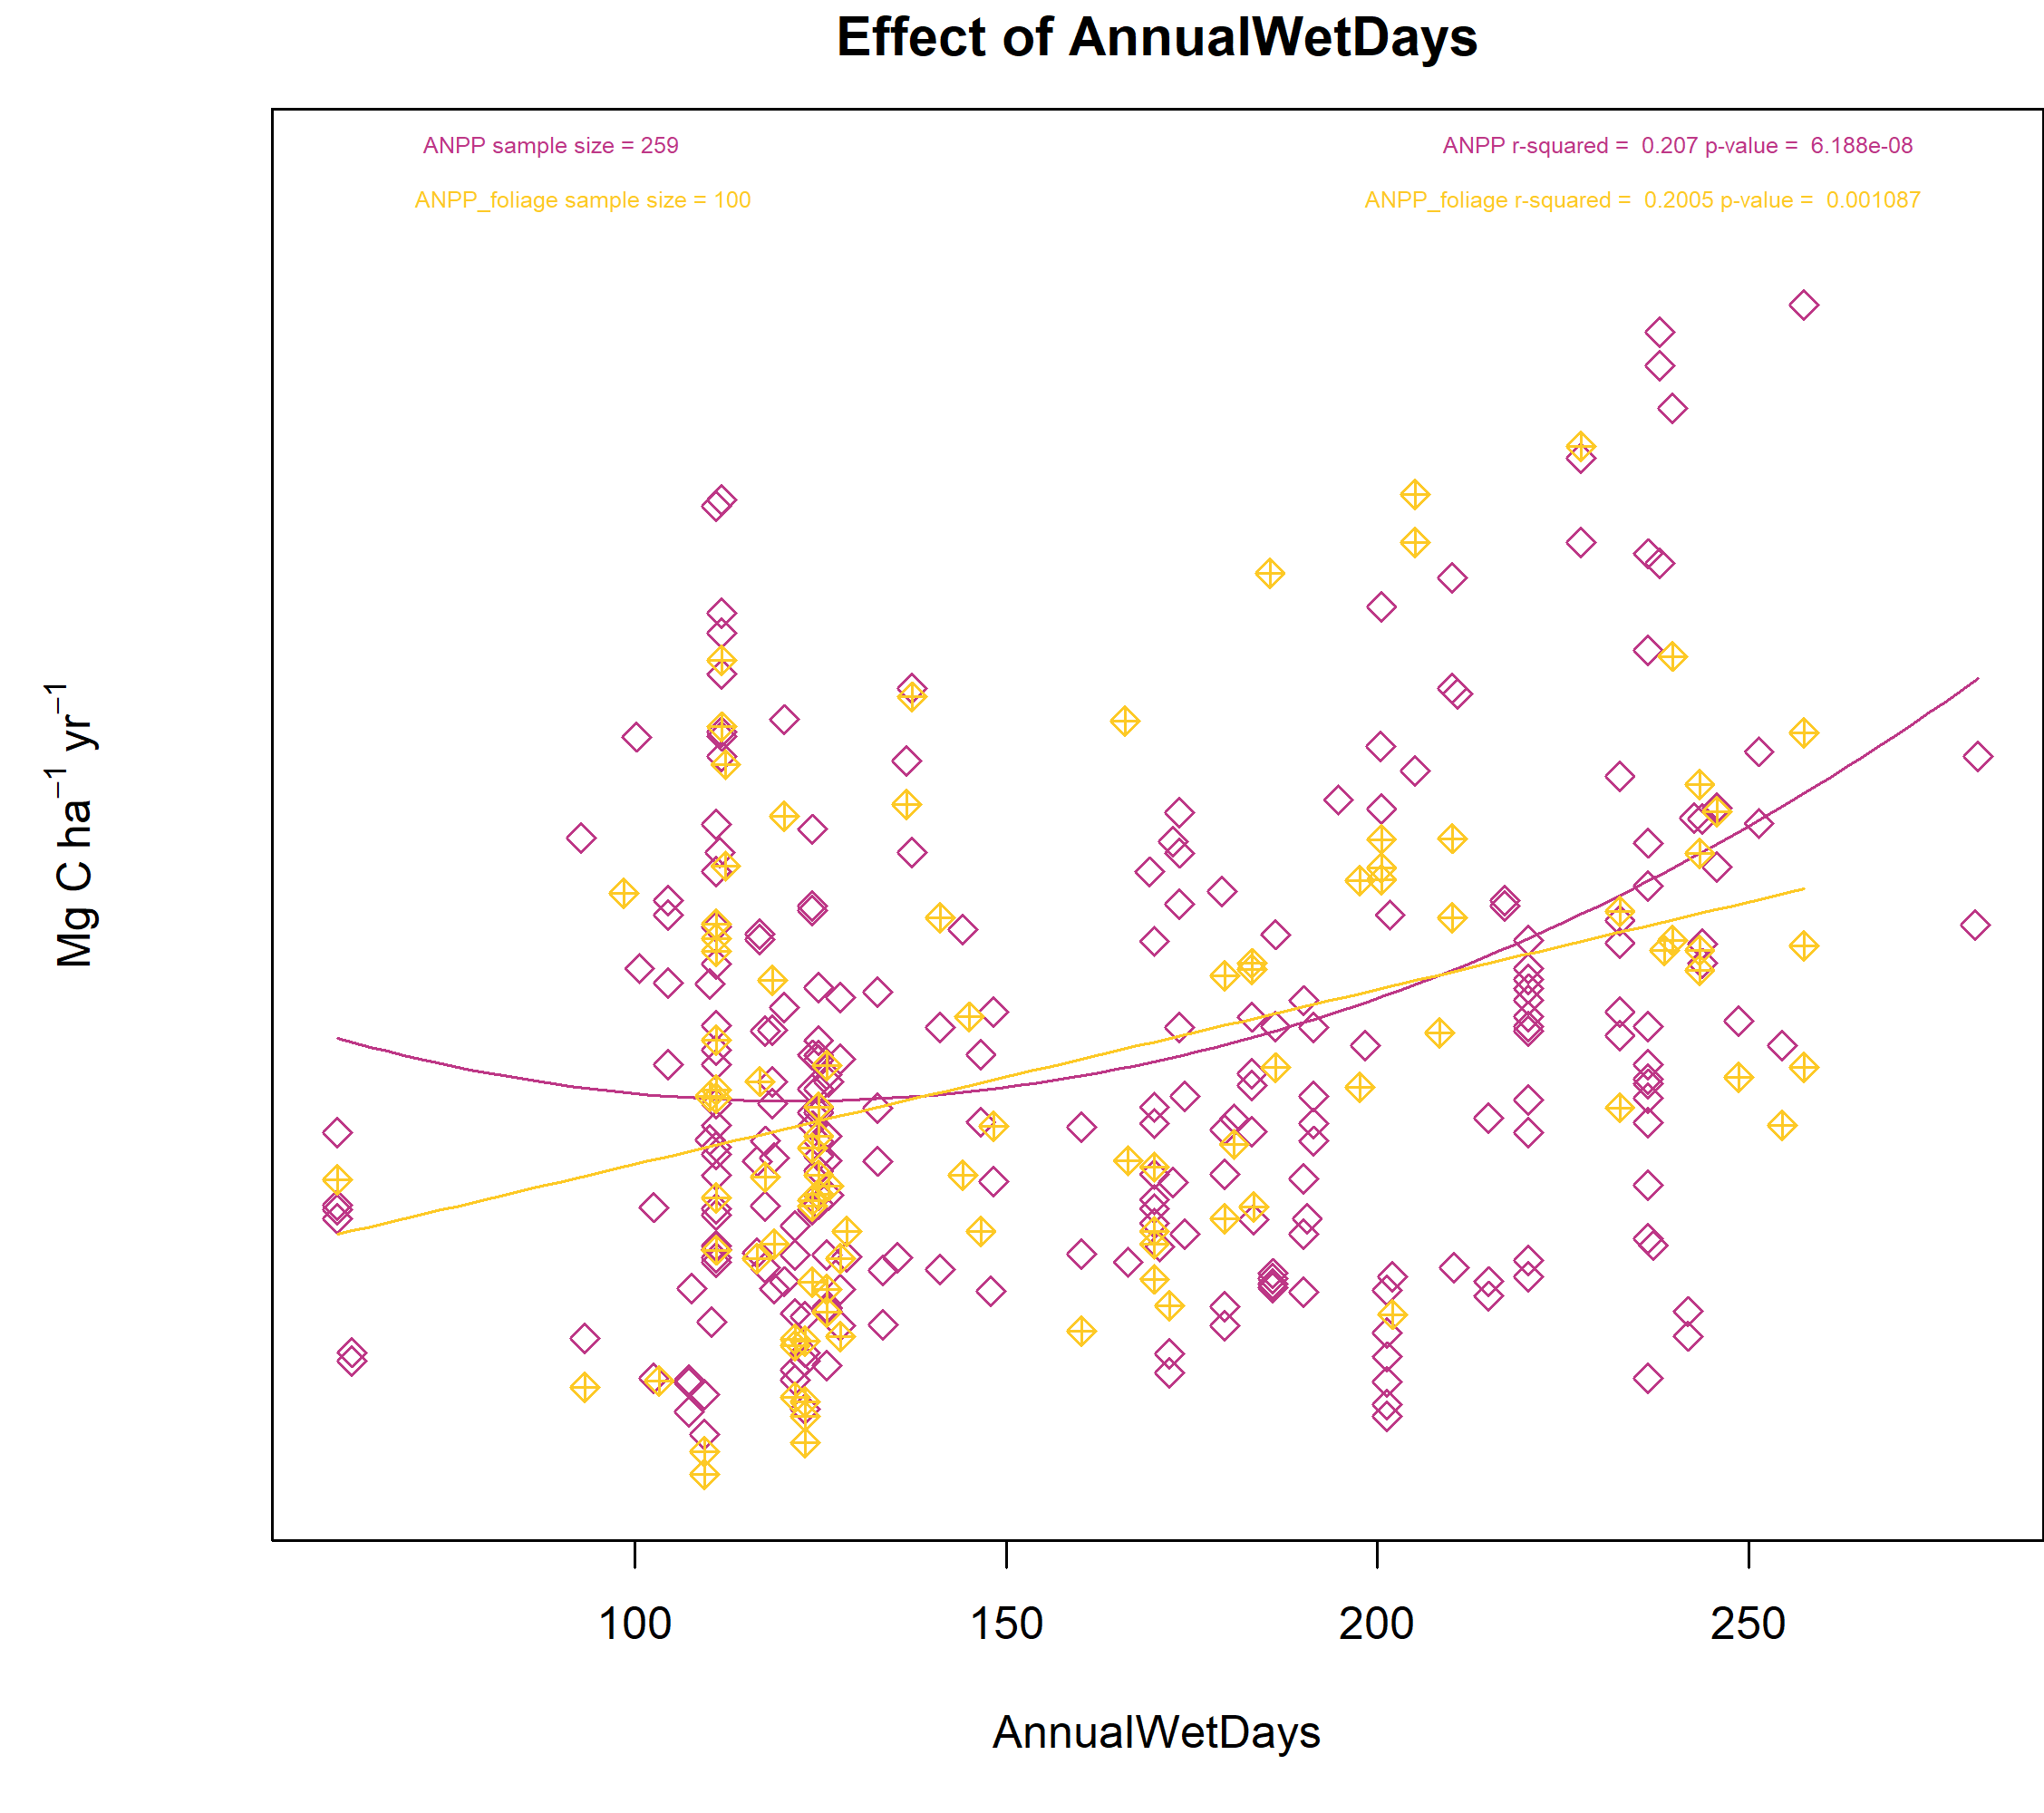 Effect of AnnualWetDays
ANPP sample size = 259
ANPP r-squared =  0.207 p-value =  6.188e-08
ANPP_foliage sample size = 100
ANPP_foliage r-squared =  0.2005 p-value =  0.001087
Mg C ha⁻¹ yr⁻¹
100 150 200 250
AnnualWetDays